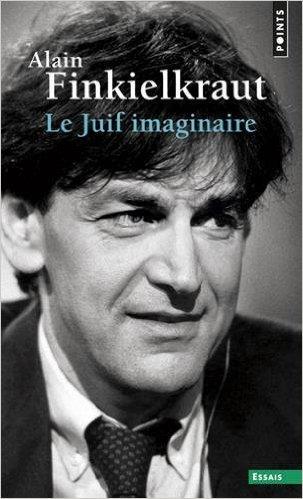 POINTS
Alain
Finkielkraut
Le Juif imaginaire
ESSAIS